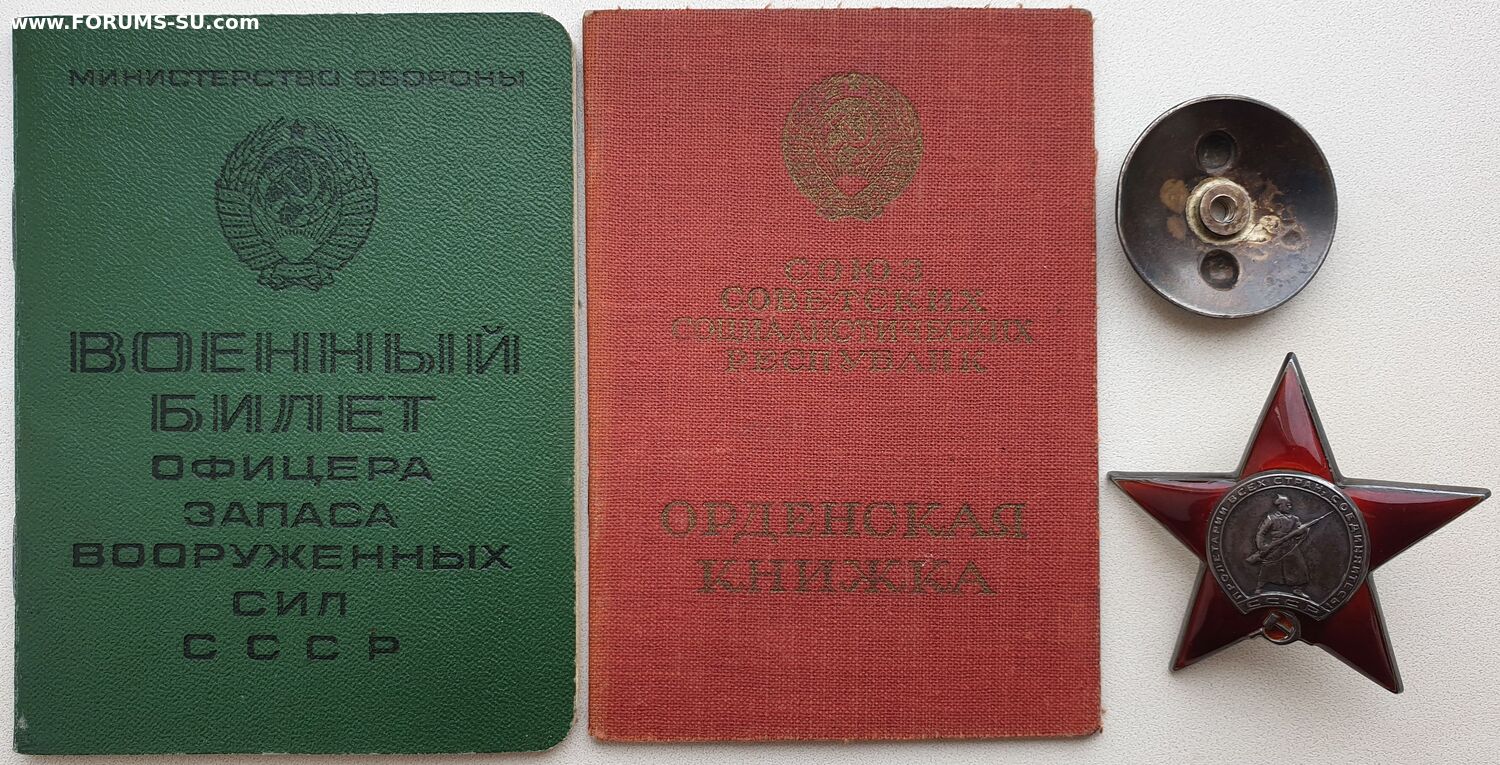 www.FORUMS-SU.com
МИНИСТЕРСТВО ОБОРОНЫ
ВОЕННЫЙ
БИЛЕТ
ОФИЦЕРА
ЗАПАСА
ВООРУЖЕННЫХ
СИЛ
СССР
СОЮЗ
СОВЕТСКИХ
СОЦИАЛИСТИЧЕСКИХ
РЕСПУБЛИК
ОРДЕНСКАЯ
КНИЖКА
ПРОЛЕТАРИИ ВСЕХ СТРАН, СОЕДИНЯЙТЕСЬ!
СССР